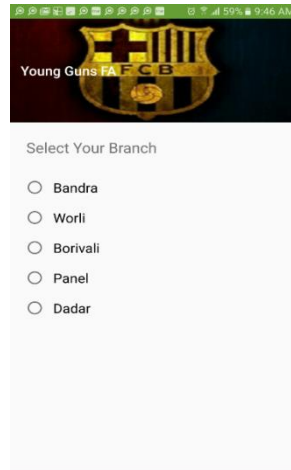 59% 9:46 AM
FCB
Young Guns FA
Select Your Branch
Bandra
Worli
Borivali
Panel
Dadar